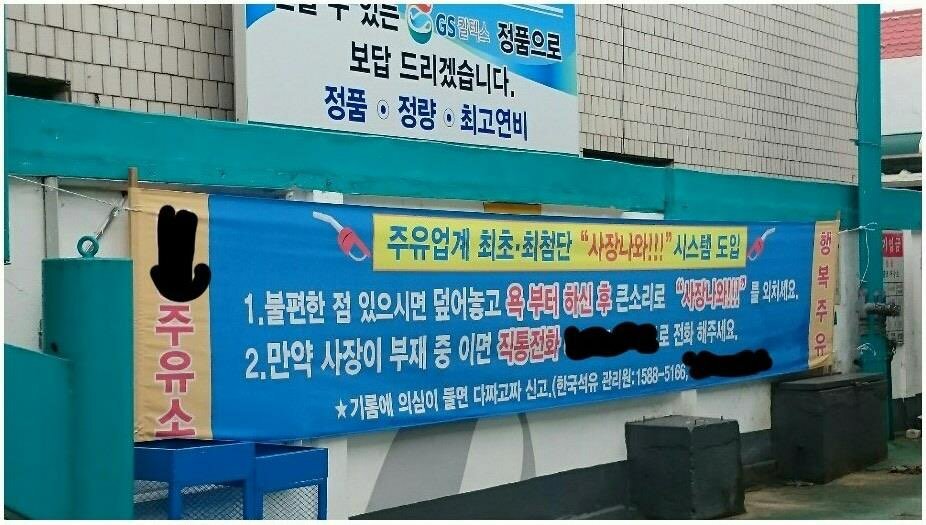 수 있는 GS칼텍스 정품으로
보답 드리겠습니다.
정품 ⊙ 정량 ⊙ 최고연비
주유소
주유업계 최초·최첨단 "사장나와!!!" 시스템 도입
1.불편한 점 있으시면 덮어놓고 욕 부터 하신 후 큰소리로 "사장나와!!!" 를 외치세요.
2.만약 사장이 부재 중 이면 직통전화 로 전화 해주세요.
★기름에 의심이 들면 다짜고짜 신고.(한국석유 관리원:1588-5166,
행복주유